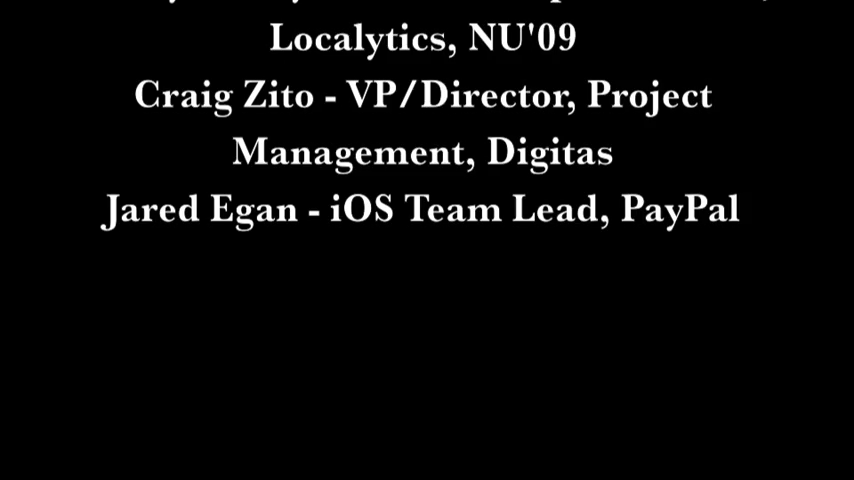 Localytics, NU'09
Craig Zito - VP/Director, Project
Management, Digitas
Jared Egan - iOS Team Lead, PayPal